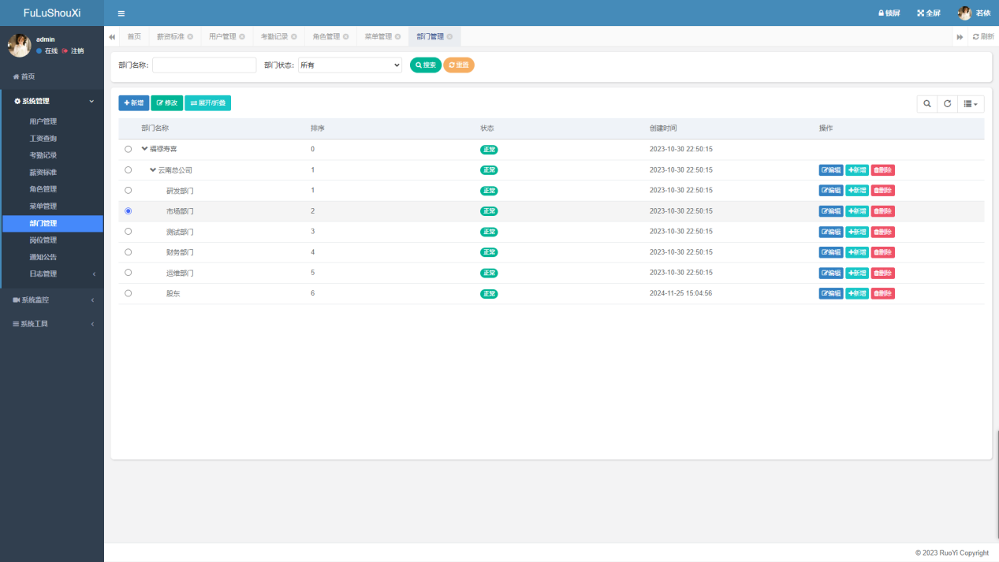 FuLuShouXi
锁屏 全屏 若依
admin
在线 注销
首页 薪资标准 用户管理 考勤记录 角色管理 菜单管理 部门管理 刷新
首页
系统管理
用户管理
工资查询
考勤记录
薪资标准
角色管理
菜单管理
部门管理
岗位管理
通知公告
日志管理
系统监控
系统工具
部门名称： 部门状态： 所有 搜索 重置
新增 修改 展开/折叠
部门名称 排序 状态 创建时间 操作
福禄寿喜 0 正常 2023-10-30 22:50:15
云南总公司 1 正常 2023-10-30 22:50:15 编辑 新增 删除
研发部门 1 正常 2023-10-30 22:50:15 编辑 新增 删除
市场部门 2 正常 2023-10-30 22:50:15 编辑 新增 删除
测试部门 3 正常 2023-10-30 22:50:15 编辑 新增 删除
财务部门 4 正常 2023-10-30 22:50:15 编辑 新增 删除
运维部门 5 正常 2023-10-30 22:50:15 编辑 新增 删除
股东 6 正常 2024-11-25 15:04:56 编辑 新增 删除
© 2023 RuoYi Copyright